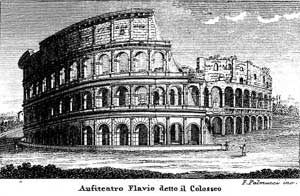 F. Palmucci inc.
Anfiteatro Flavio detto il Colosseo